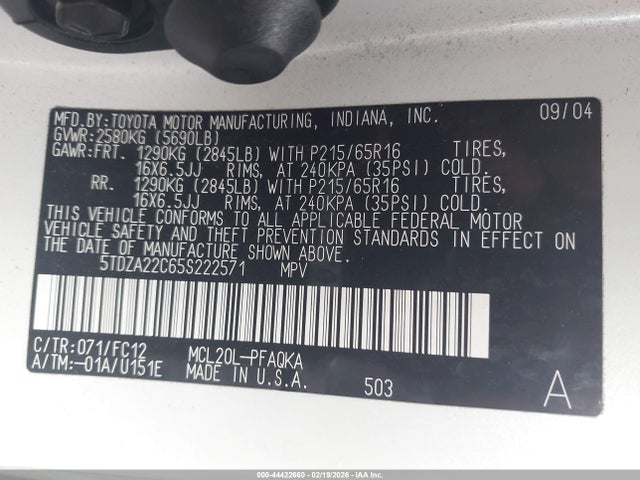 MFD.BY:TOYOTA MOTOR MANUFACTURING, INDIANA, INC. 09/04
GVWR:2580KG (5690LB)
GAWR:FRT. 1290KG (2845LB) WITH P215/65R16 TIRES,
16X6.5JJ RIMS, AT 240KPA (35PSI) COLD.
RR. 1290KG (2845LB) WITH P215/65R16 TIRES,
16X6.5JJ RIMS, AT 240KPA (35PSI) COLD.
THIS VEHICLE CONFORMS TO ALL APPLICABLE FEDERAL MOTOR
VEHICLE SAFETY AND THEFT PREVENTION STANDARDS IN EFFECT ON
THE DATE OF MANUFACTURE SHOWN ABOVE.
5TDZA22C65S222571 MPV
C/TR:071/FC12 MCL20L-PFAQKA
A/TM:-01A/U151E MADE IN U.S.A. 503 A
000-44422660 - 02/19/2026 - IAAI.com, Inc.